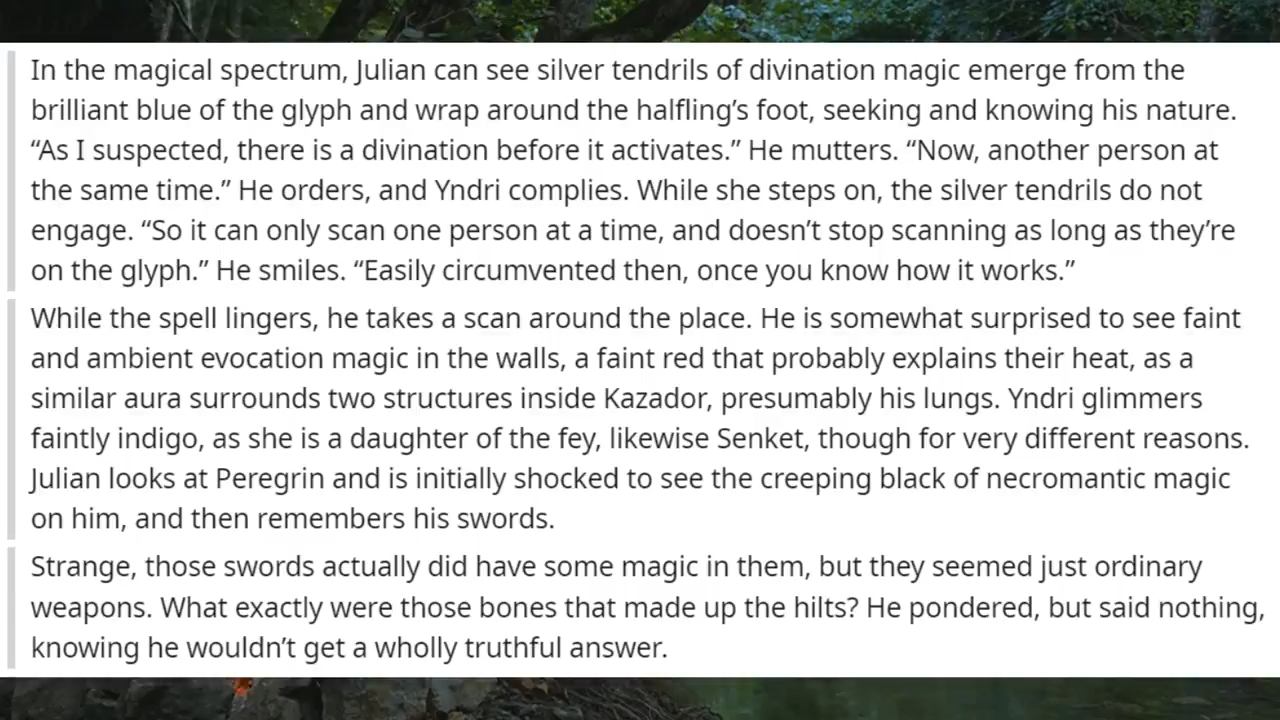 In the magical spectrum, Julian can see silver tendrils of divination magic emerge from the
brilliant blue of the glyph and wrap around the halfling’s foot, seeking and knowing his nature.
“As I suspected, there is a divination before it activates.” He mutters. “Now, another person at
the same time.” He orders, and Yndri complies. While she steps on, the silver tendrils do not
engage. “So it can only scan one person at a time, and doesn’t stop scanning as long as they’re
on the glyph.” He smiles. “Easily circumvented then, once you know how it works.”
While the spell lingers, he takes a scan around the place. He is somewhat surprised to see faint
and ambient evocation magic in the walls, a faint red that probably explains their heat, as a
similar aura surrounds two structures inside Kazador, presumably his lungs. Yndri glimmers
faintly indigo, as she is a daughter of the fey, likewise Senket, though for very different reasons.
Julian looks at Peregrin and is initially shocked to see the creeping black of necromantic magic
on him, and then remembers his swords.
Strange, those swords actually did have some magic in them, but they seemed just ordinary
weapons. What exactly were those bones that made up the hilts? He pondered, but said nothing,
knowing he wouldn’t get a wholly truthful answer.